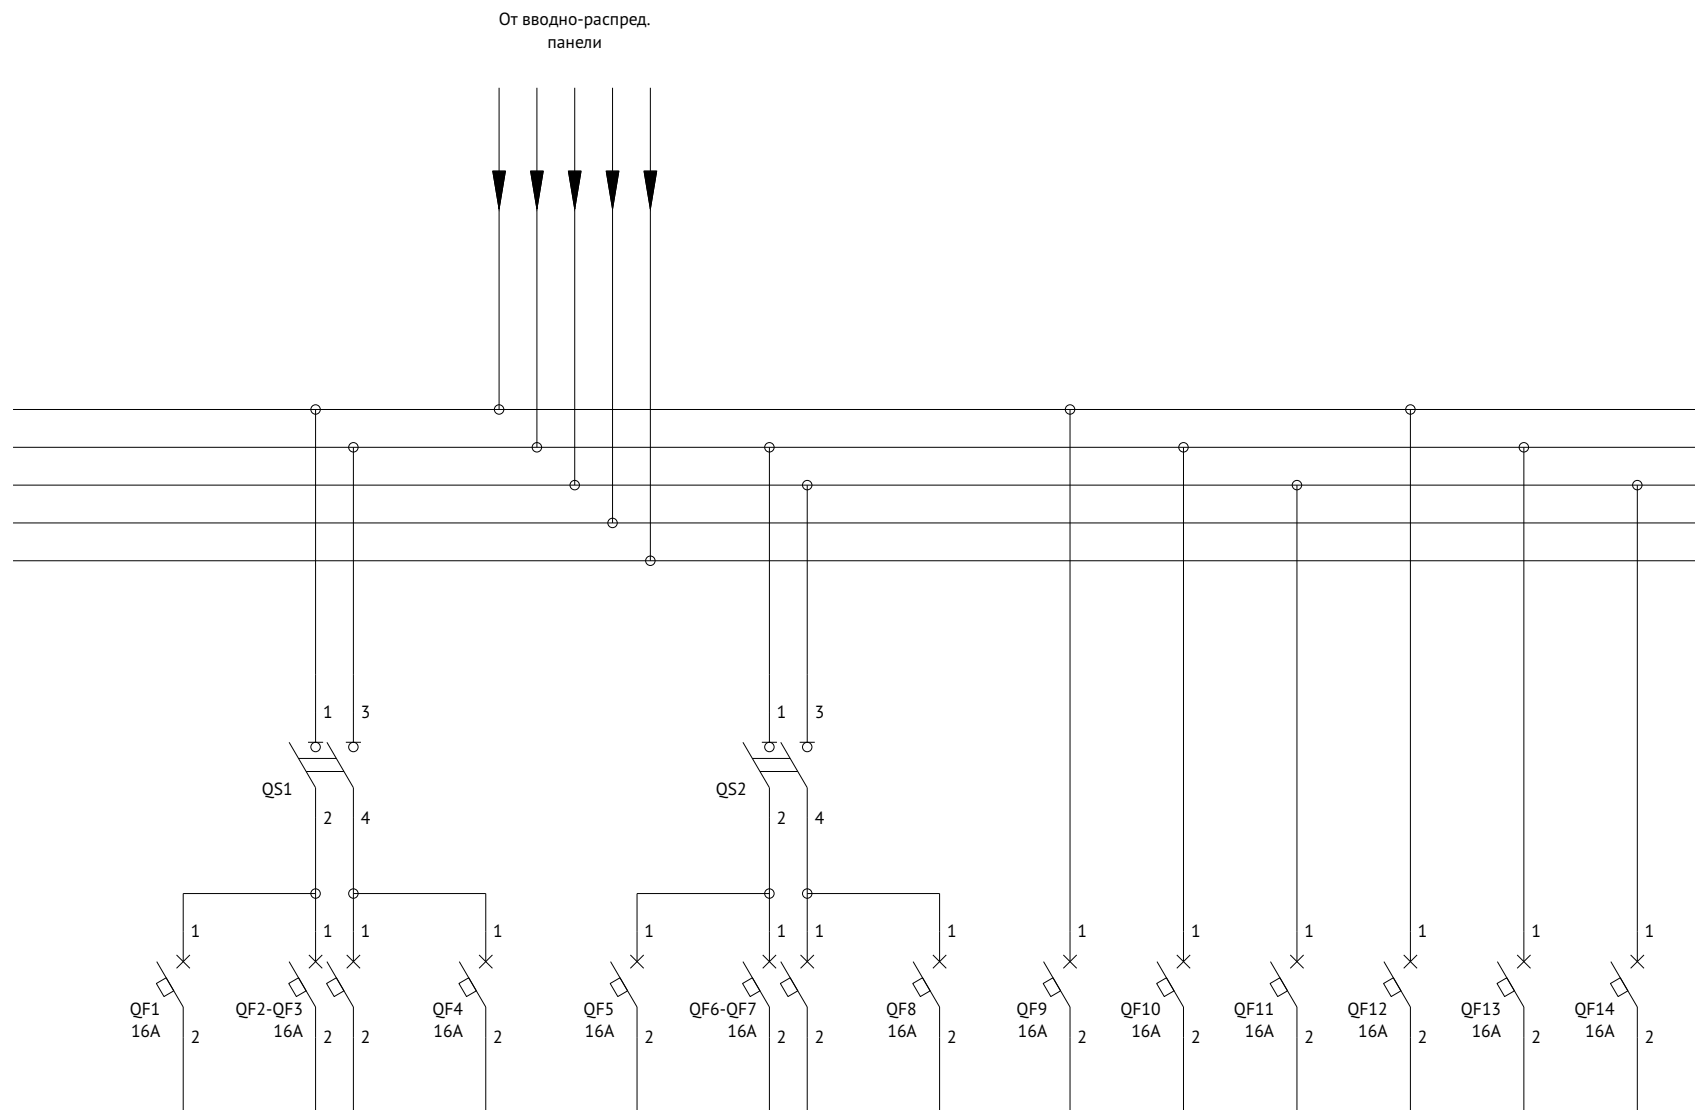 От вводно-распред.
панели
1 3 1 3
QS1 QS2
2 4 2 4
1 1 1 1 1 1 1 1 1 1 1 1 1 1
QF1 QF2-QF3 QF4 QF5 QF6-QF7 QF8 QF9 QF10 QF11 QF12 QF13 QF14
16A 16A 16A 16A 16A 16A 16A 16A 16A 16A 16A 16A
2 2 2 2 2 2 2 2 2 2 2 2 2 2